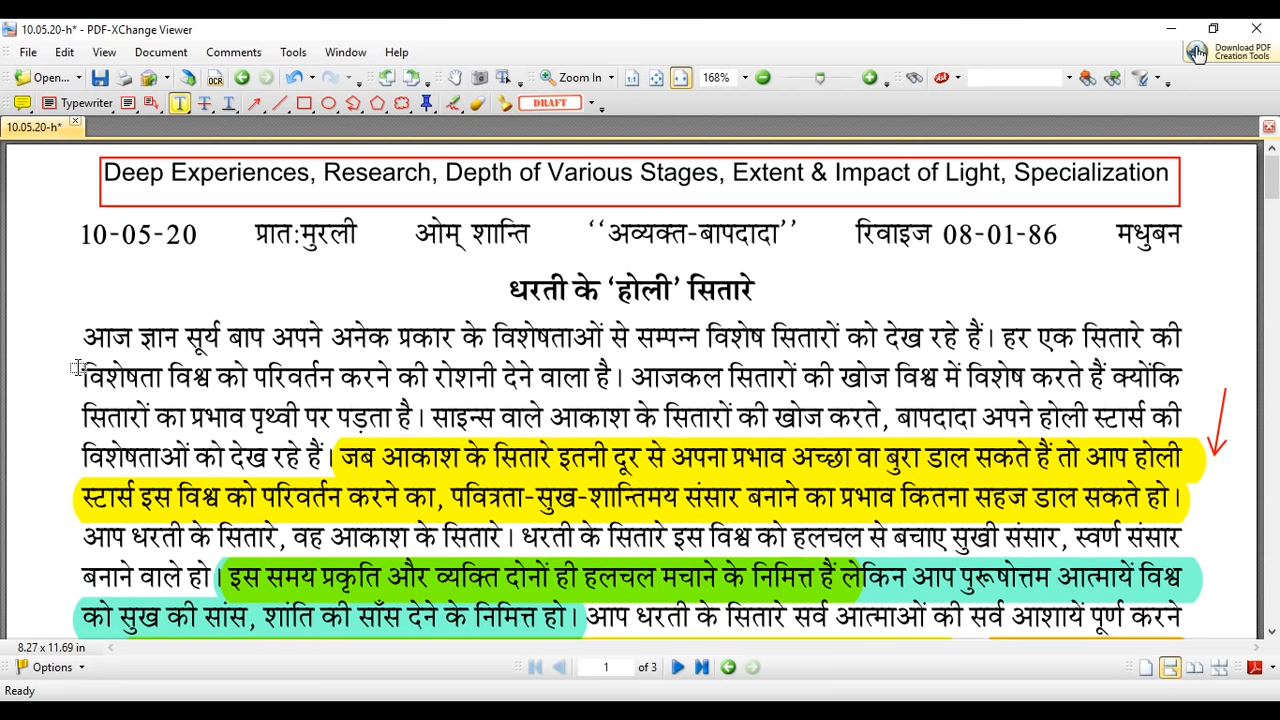 10.05.20-h* - PDF-XChange Viewer
File Edit View Document Comments Tools Window Help
Download PDF
Creation Tools
Open... OCR Zoom In 168%
Typewriter DRAFT
10.05.20-h*
Deep Experiences, Research, Depth of Various Stages, Extent & Impact of Light, Specialization
10-05-20 प्रात:मुरली ओम् शान्ति ‘‘अव्यक्त-बापदादा’’ रिवाइज 08-01-86 मधुबन
धरती के ‘होली’ सितारे
आज ज्ञान सूर्य बाप अपने अनेक प्रकार के विशेषताओं से सम्पन्न विशेष सितारों को देख रहे हैं। हर एक सितारे की
विशेषता विश्व को परिवर्तन करने की रोशनी देने वाला है। आजकल सितारों की खोज विश्व में विशेष करते हैं क्योंकि
सितारों का प्रभाव पृथ्वी पर पड़ता है। साइन्स वाले आकाश के सितारों की खोज करते, बापदादा अपने होली स्टार्स की
विशेषताओं को देख रहे हैं। जब आकाश के सितारे इतनी दूर से अपना प्रभाव अच्छा वा बुरा डाल सकते हैं तो आप होली
स्टार्स इस विश्व को परिवर्तन करने का, पवित्रता-सुख-शान्तिमय संसार बनाने का प्रभाव कितना सहज डाल सकते हो।
आप धरती के सितारे, वह आकाश के सितारे। धरती के सितारे इस विश्व को हलचल से बचाए सुखी संसार, स्वर्ण संसार
बनाने वाले हो। इस समय प्रकृति और व्यक्ति दोनों ही हलचल मचाने के निमित्त हैं लेकिन आप पुरूषोत्तम आत्मायें विश्व
को सुख की सांस, शांति की साँस देने के निमित्त हो। आप धरती के सितारे सर्व आत्माओं की सर्व आशायें पूर्ण करने
8.27 x 11.69 in
Options 1 of 3
Ready